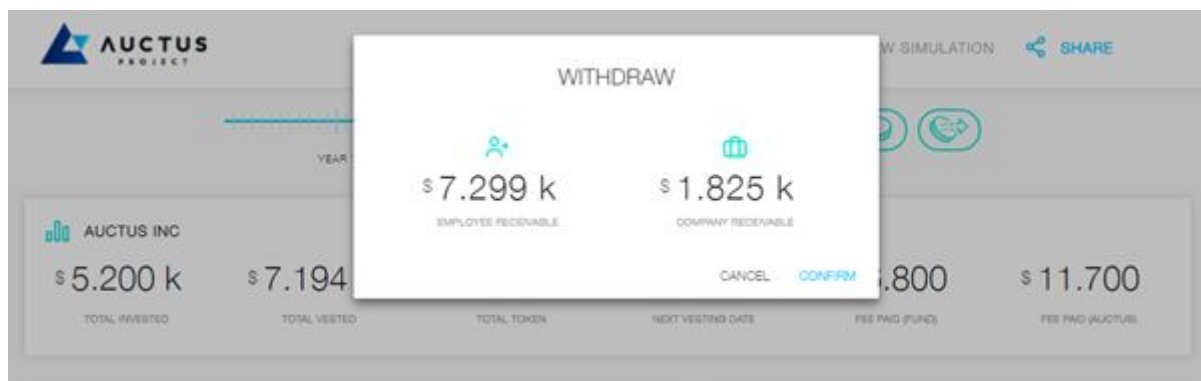 AUCTUS
PROJECT
W SIMULATION
SHARE
WITHDRAW
YEAR
$ 7.299 k
$ 1.825 k
EMPLOYEE RECEIVABLE
COMPANY RECEIVABLE
CANCEL
CONFIRM
AUCTUS INC
$ 5.200 k
$ 7.194
.800
$ 11.700
TOTAL INVESTED
TOTAL VESTED
TOTAL TOKEN
NEXT VESTING DATE
FEE PAID (FUND)
FEE PAID (AUCTUS)